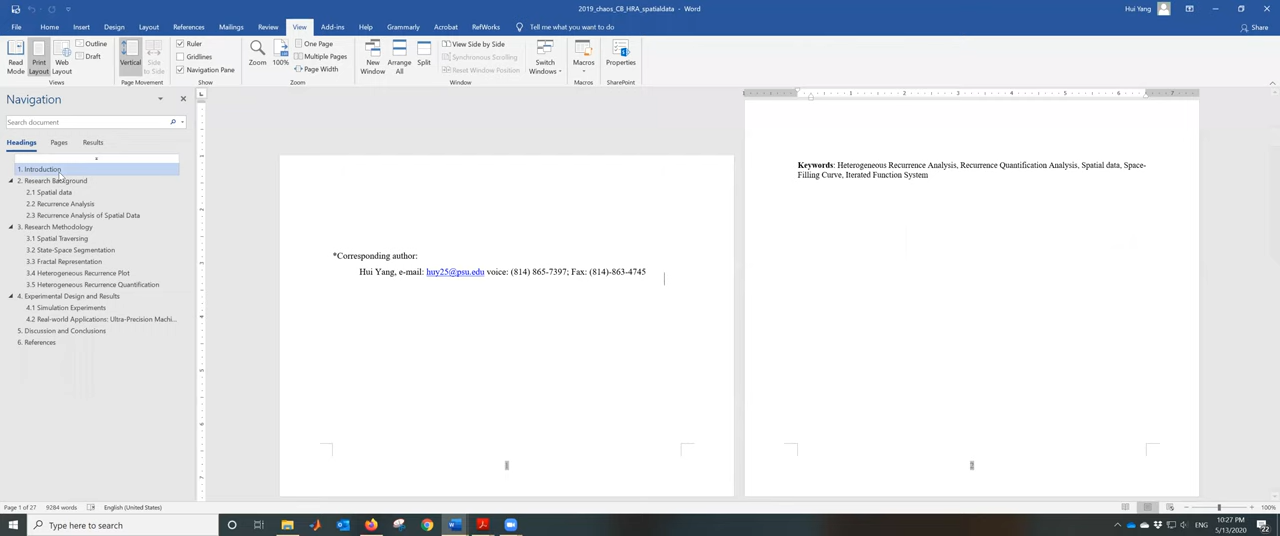 2019_chaos_CB_HRA_spatialdata - Word
Hui Yang
File Home Insert Design Layout References Mailings Review View Add-ins Help Grammarly Acrobat RefWorks Tell me what you want to do
Share
Read Mode
Print Layout
Web Layout
Outline
Draft
Views
Vertical
Side to Side
Page Movement
Ruler
Gridlines
Navigation Pane
Show
Zoom
100%
One Page
Multiple Pages
Page Width
Zoom
New Window
Arrange All
Split
View Side by Side
Synchronous Scrolling
Reset Window Position
Window
Switch Windows
Macros
Macros
Properties
SharePoint
Navigation
Search document
Headings Pages Results
1. Introduction
2. Research Background
2.1 Spatial data
2.2 Recurrence Analysis
2.3 Recurrence Analysis of Spatial Data
3. Research Methodology
3.1 Spatial Traversing
3.2 State-Space Segmentation
3.3 Fractal Representation
3.4 Heterogeneous Recurrence Plot
3.5 Heterogeneous Recurrence Quantification
4. Experimental Design and Results
4.1 Simulation Experiments
4.2 Real-world Applications: Ultra-Precision Machi...
5. Discussion and Conclusions
6. References
*Corresponding author:
Hui Yang, e-mail: huy25@psu.edu voice: (814) 865-7397; Fax: (814)-863-4745
1
Keywords: Heterogeneous Recurrence Analysis, Recurrence Quantification Analysis, Spatial data, Space-
Filling Curve, Iterated Function System
2
Page 1 of 27 9284 words English (United States)
100%
Type here to search
ENG
10:27 PM
5/13/2020
22